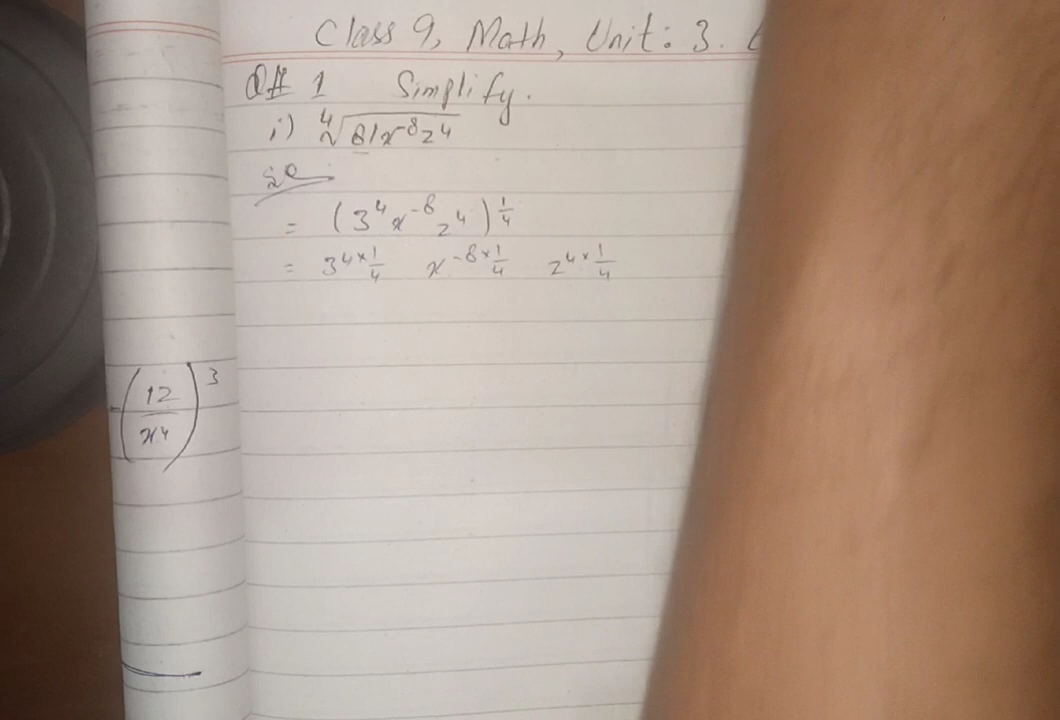 Class 9, Math, Unit: 3.
Q# 1 Simplify.
i) ⁴√81x⁻⁸z⁴
= (3⁴x⁻⁸z⁴)^{1/4}
= 3^{4×1/4} x^{-8×1/4} z^{4×1/4}
(12/x⁴)³